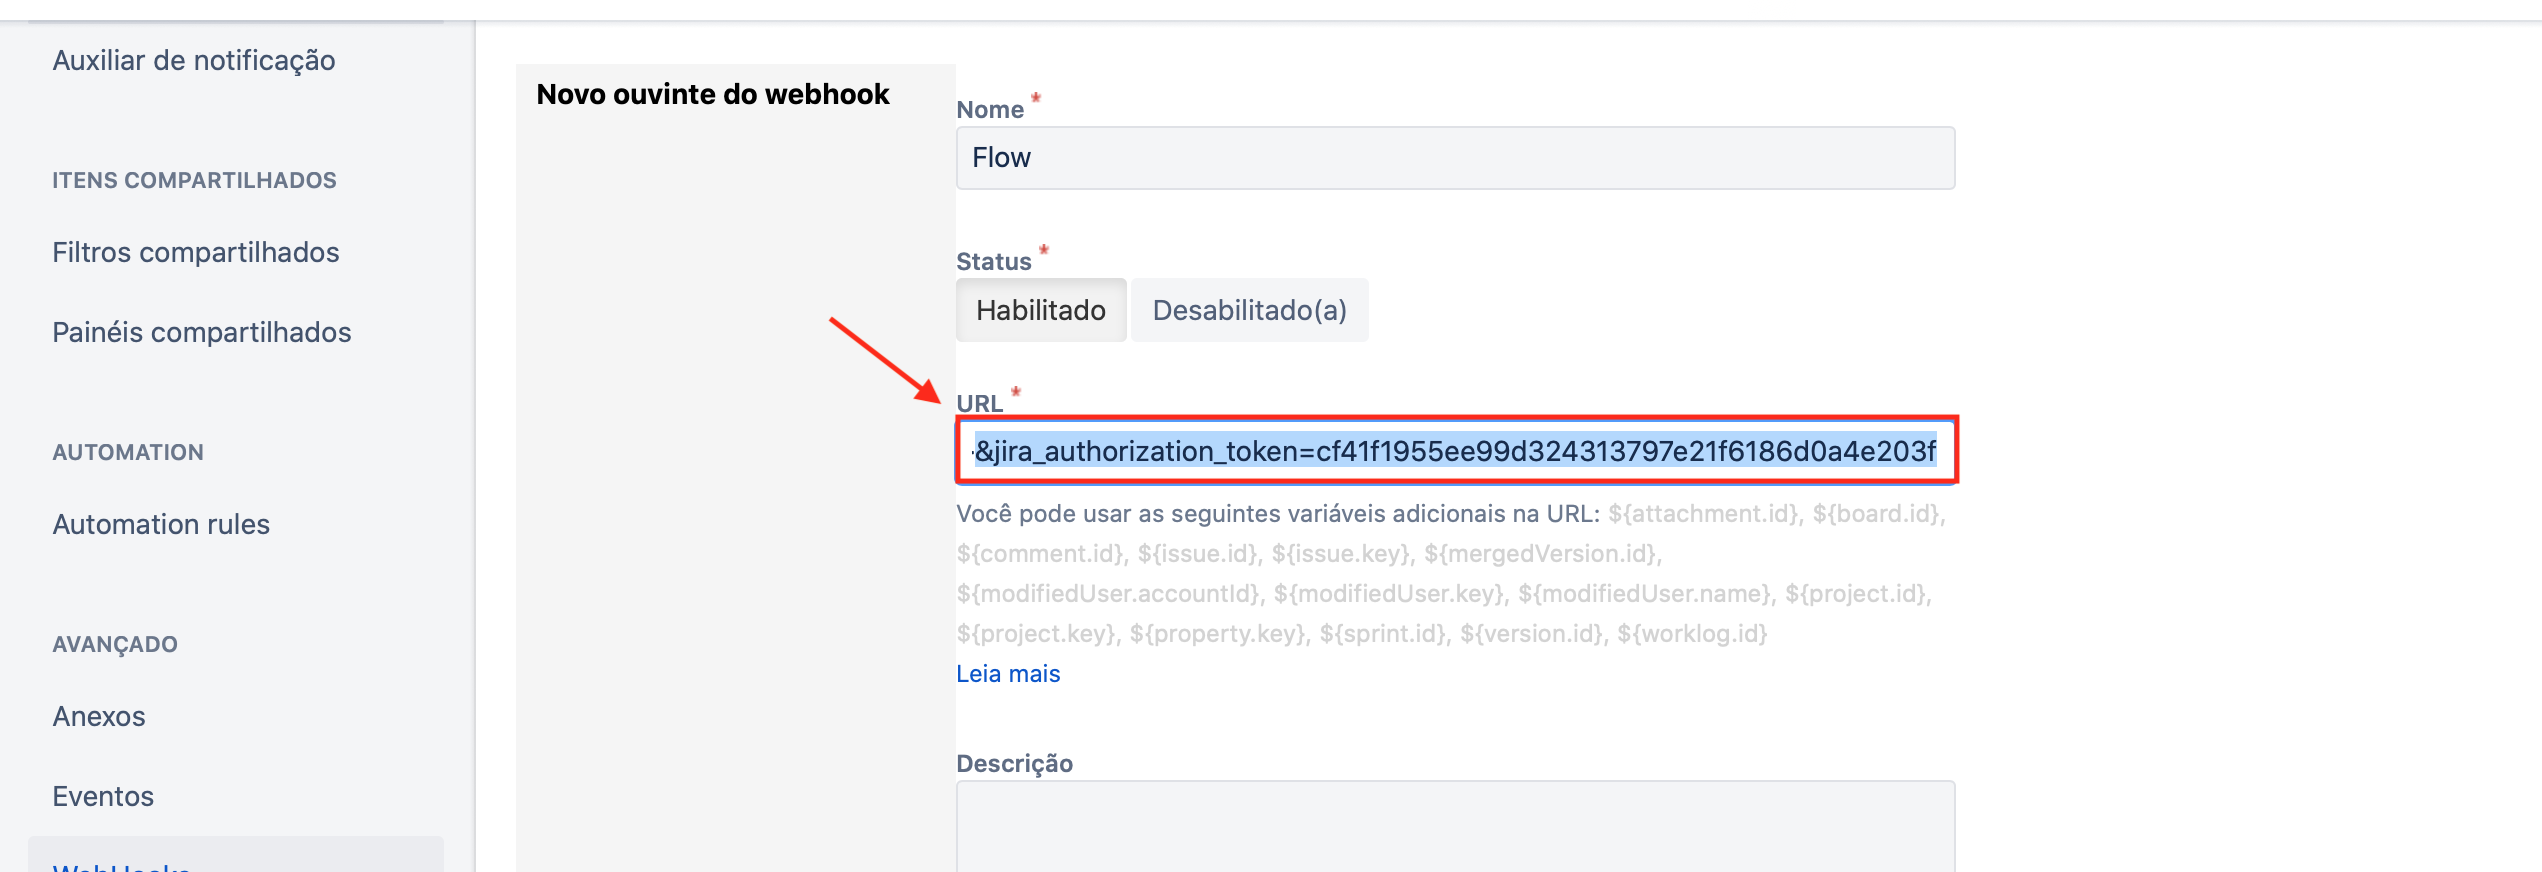 Auxiliar de notificação
ITENS COMPARTILHADOS
Filtros compartilhados
Painéis compartilhados
AUTOMATION
Automation rules
AVANÇADO
Anexos
Eventos
WebHooks
Novo ouvinte do webhook
Nome *
Flow
Status *
Habilitado Desabilitado(a)
URL *
&jira_authorization_token=cf41f1955ee99d324313797e21f6186d0a4e203f
Você pode usar as seguintes variáveis adicionais na URL: ${attachment.id}, ${board.id},
${comment.id}, ${issue.id}, ${issue.key}, ${mergedVersion.id},
${modifiedUser.accountId}, ${modifiedUser.key}, ${modifiedUser.name}, ${project.id},
${project.key}, ${property.key}, ${sprint.id}, ${version.id}, ${worklog.id}
Leia mais
Descrição